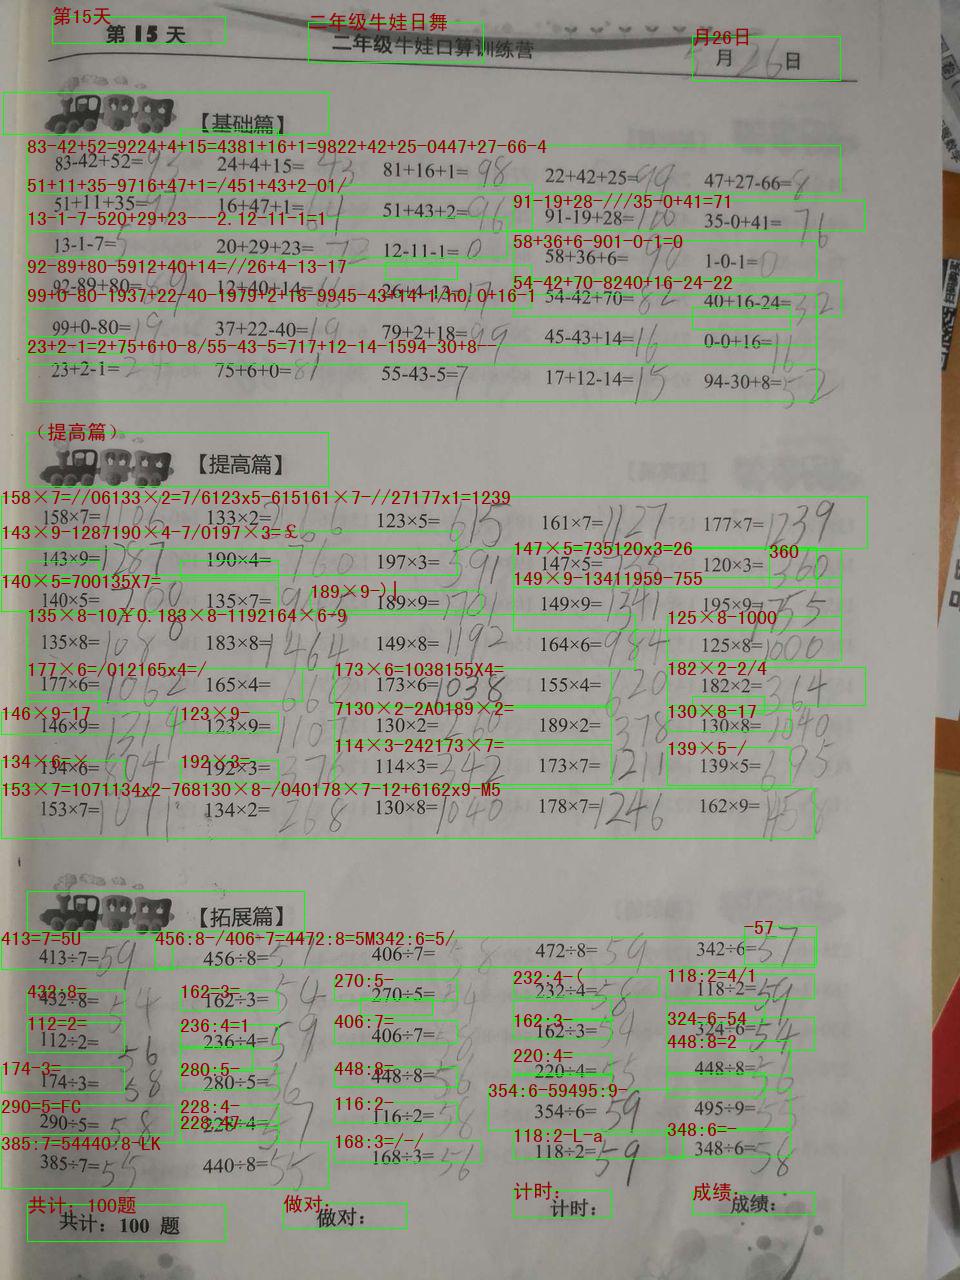 第15天 二年级牛娃口算训练营 5月26日
【基础篇】
83-42+52=93 24+4+15=43 81+16+1=98 22+42+25=89 47+27-66=8
51+11+35=97 16+47+1=64 51+43+2=96 91-19+28=100 35-0+41=76
13-1-7=5 20+29+23=72 12-11-1=0 58+36+6=90 1-0-1=0
92-89+80=89 12+40+14=66 26+4-13=17 54-42+70=82 40+16-24=32
99+0-80=19 37+22-40=19 79+2+18=99 45-43+14=16 0-0+16=16
23+2-1=24 75+6+0=81 55-43-5=7 17+12-14=15 94-30+8=52
【提高篇】
158×7=1106 133×2=266 123×5=615 161×7=1127 177×7=1239
143×9=1287 190×4=760 197×3=591 147×5=735 120×3=360
140×5=700 135×7= 189×9=1701 149×9=1341 195×9=1755
135×8=1080 183×8=1464 149×8=1192 164×6=984 125×8=1000
177×6=1062 165×4=660 173×6=1038 155×4=620 182×2=364
146×9=1314 123×9=1107 130×2=260 189×2=378 130×8=1040
134×6=804 192×3=576 114×3=342 173×7=1211 139×5=695
153×7=1071 134×2=268 130×8=1040 178×7=1246 162×9=1458
【拓展篇】
413÷7=59 456÷8=57 406÷7=58 472÷8=59 342÷6=57
432÷8=54 162÷3=54 270÷5=54 232÷4=58 118÷2=59
112÷2=56 236÷4=59 406÷7=58 162÷3=54 324÷6=54
174÷3=58 280÷5=56 448÷8=56 220÷4=55 448÷8=56
290÷5=58 228÷4=57 116÷2=58 354÷6=59 495÷9=55
385÷7=55 440÷8=55 168÷3=56 118÷2=59 348÷6=58
共计：100 题 做对： 计时： 成绩：